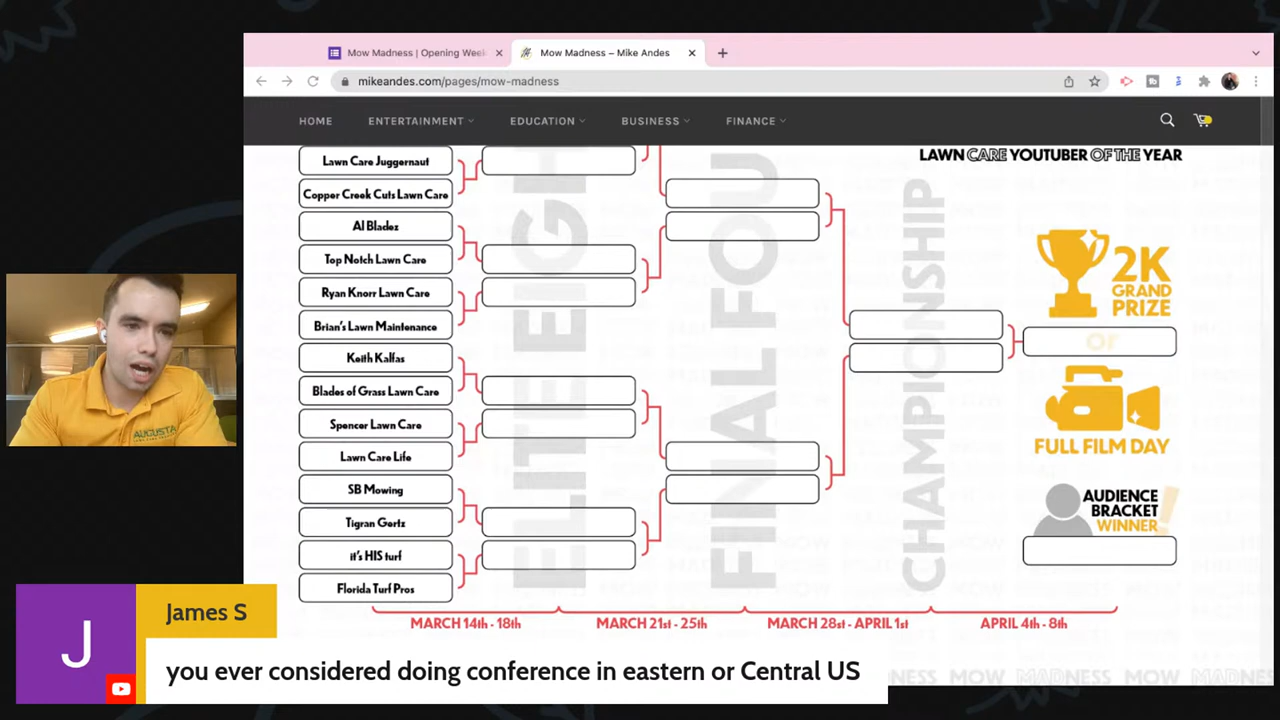 Mow Madness | Opening Week
Mow Madness – Mike Andes
mikeandes.com/pages/mow-madness
HOME
ENTERTAINMENT
EDUCATION
BUSINESS
FINANCE
LAWN CARE YOUTUBER OF THE YEAR
Lawn Care Juggernaut
Copper Creek Cuts Lawn Care
Al Bladez
Top Notch Lawn Care
Ryan Knorr Lawn Care
Brian's Lawn Maintenance
Keith Kalfas
Blades of Grass Lawn Care
Spencer Lawn Care
Lawn Care Life
SB Mowing
Tigran Gertz
it's HIS turf
Florida Turf Pros
ELITE EIGH
FINAL FOU
CHAMPIONSHIP
2K
GRAND
PRIZE
or
FULL FILM DAY
AUDIENCE
BRACKET
WINNER!
MARCH 14th - 18th
MARCH 21st - 25th
MARCH 28st - APRIL 1st
APRIL 4th - 8th
MOW MADNESS
AUGUSTA
J
James S
you ever considered doing conference in eastern or Central US